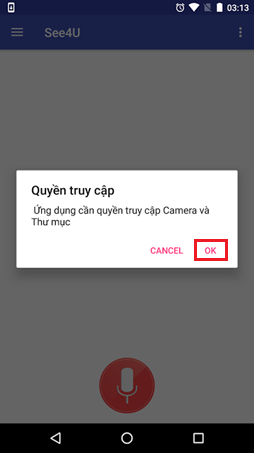 03:13
See4U
Quyền truy cập
Ứng dụng cần quyền truy cập Camera và
Thư mục
CANCEL
OK